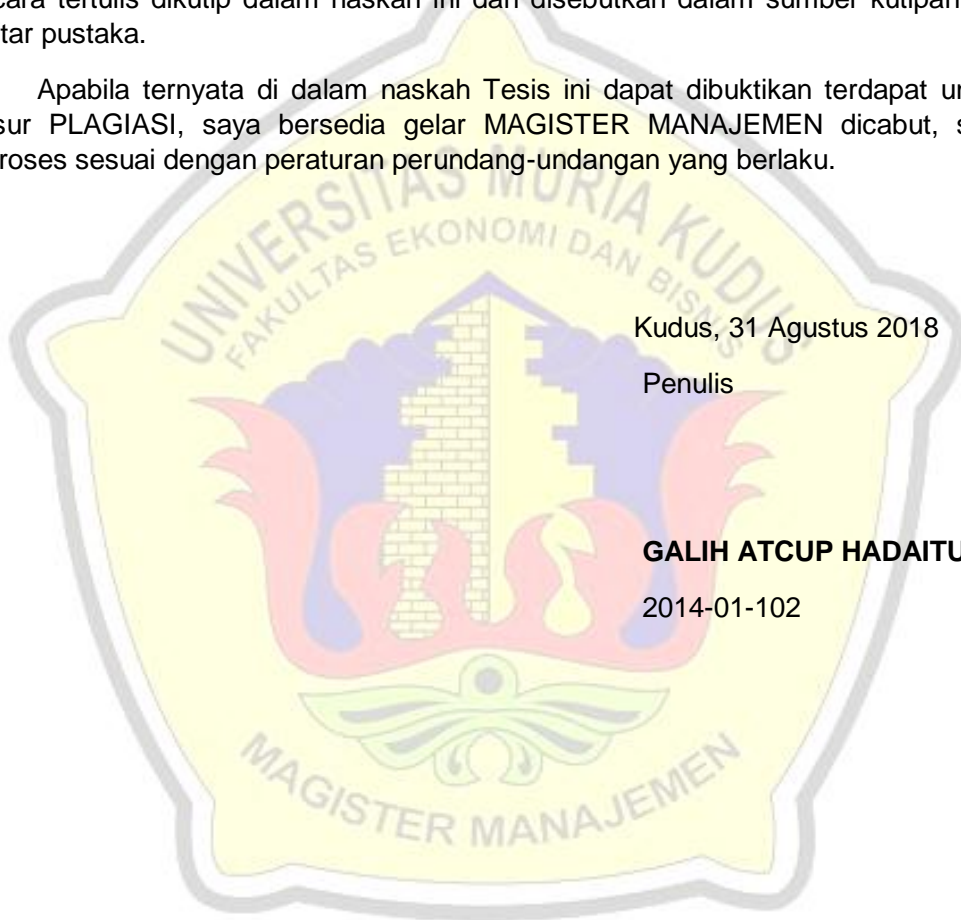 cara tertulis dikutip dalam naskah ini dan disebutkan dalam sumber kutipan
tar pustaka.
Apabila ternyata di dalam naskah Tesis ini dapat dibuktikan terdapat un
sur PLAGIASI, saya bersedia gelar MAGISTER MANAJEMEN dicabut, s
roses sesuai dengan peraturan perundang-undangan yang berlaku.
UNIVERSITAS MURIA KUDUS
FAKULTAS EKONOMI DAN BISNIS
Kudus, 31 Agustus 2018
Penulis
GALIH ATCUP HADAITU
2014-01-102
MAGISTER MANAJEMEN